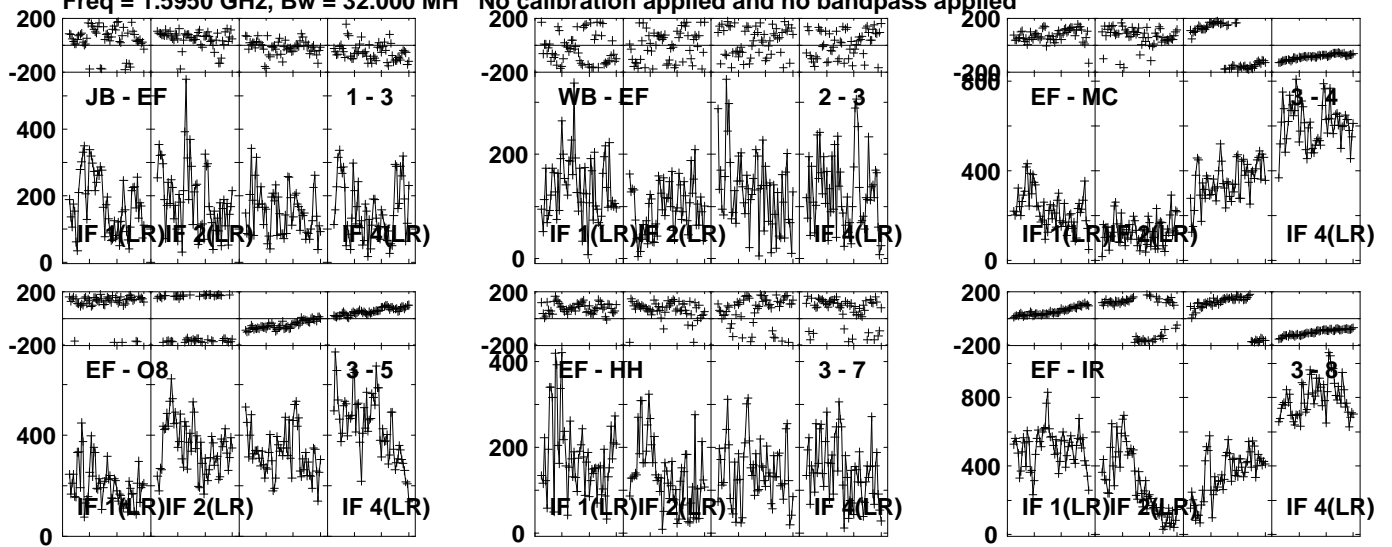 Freq = 1.5950 GHz, Bw = 32.000 MH No calibration applied and no bandpass applied
200
-200
JB - EF 1 - 3
400
200
0
IF 1(LR) IF 2(LR) IF 4(LR)
200
-200
WB - EF 2 - 3
200
0
IF 1(LR) IF 2(LR) IF 4(LR)
200
-200
800
EF - MC 3 - 4
400
0
IF 1(LR) IF 2(LR) IF 4(LR)
200
-200
EF - O8 3 - 5
400
0
IF 1(LR) IF 2(LR) IF 4(LR)
200
-200
400
EF - HH 3 - 7
200
0
IF 1(LR) IF 2(LR) IF 4(LR)
200
-200
EF - IR 3 - 8
800
400
0
IF 1(LR) IF 2(LR) IF 4(LR)